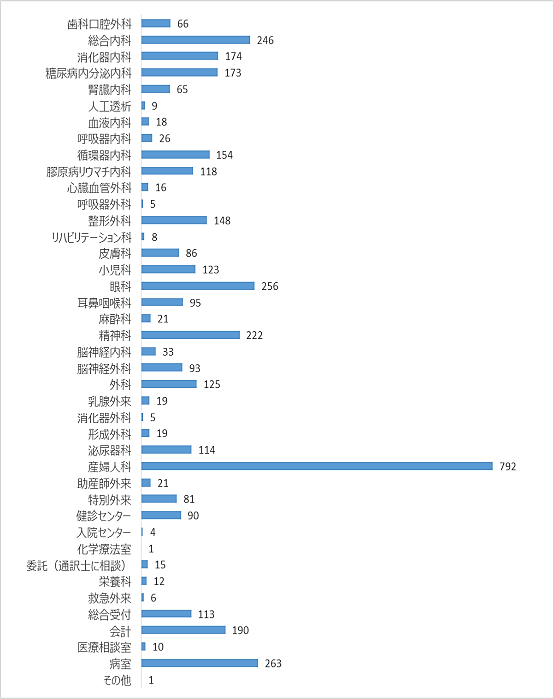 歯科口腔外科 66
総合内科 246
消化器内科 174
糖尿病内分泌内科 173
腎臓内科 65
人工透析 9
血液内科 18
呼吸器内科 26
循環器内科 154
膠原病リウマチ内科 118
心臓血管外科 16
呼吸器外科 5
整形外科 148
リハビリテーション科 8
皮膚科 86
小児科 123
眼科 256
耳鼻咽喉科 95
麻酔科 21
精神科 222
脳神経内科 33
脳神経外科 93
外科 125
乳腺外来 19
消化器外科 5
形成外科 19
泌尿器科 114
産婦人科 792
助産師外来 21
特別外来 81
健診センター 90
入院センター 4
化学療法室 1
委託（通訳士に相談） 15
栄養科 12
救急外来 6
総合受付 113
会計 190
医療相談室 10
病室 263
その他 1